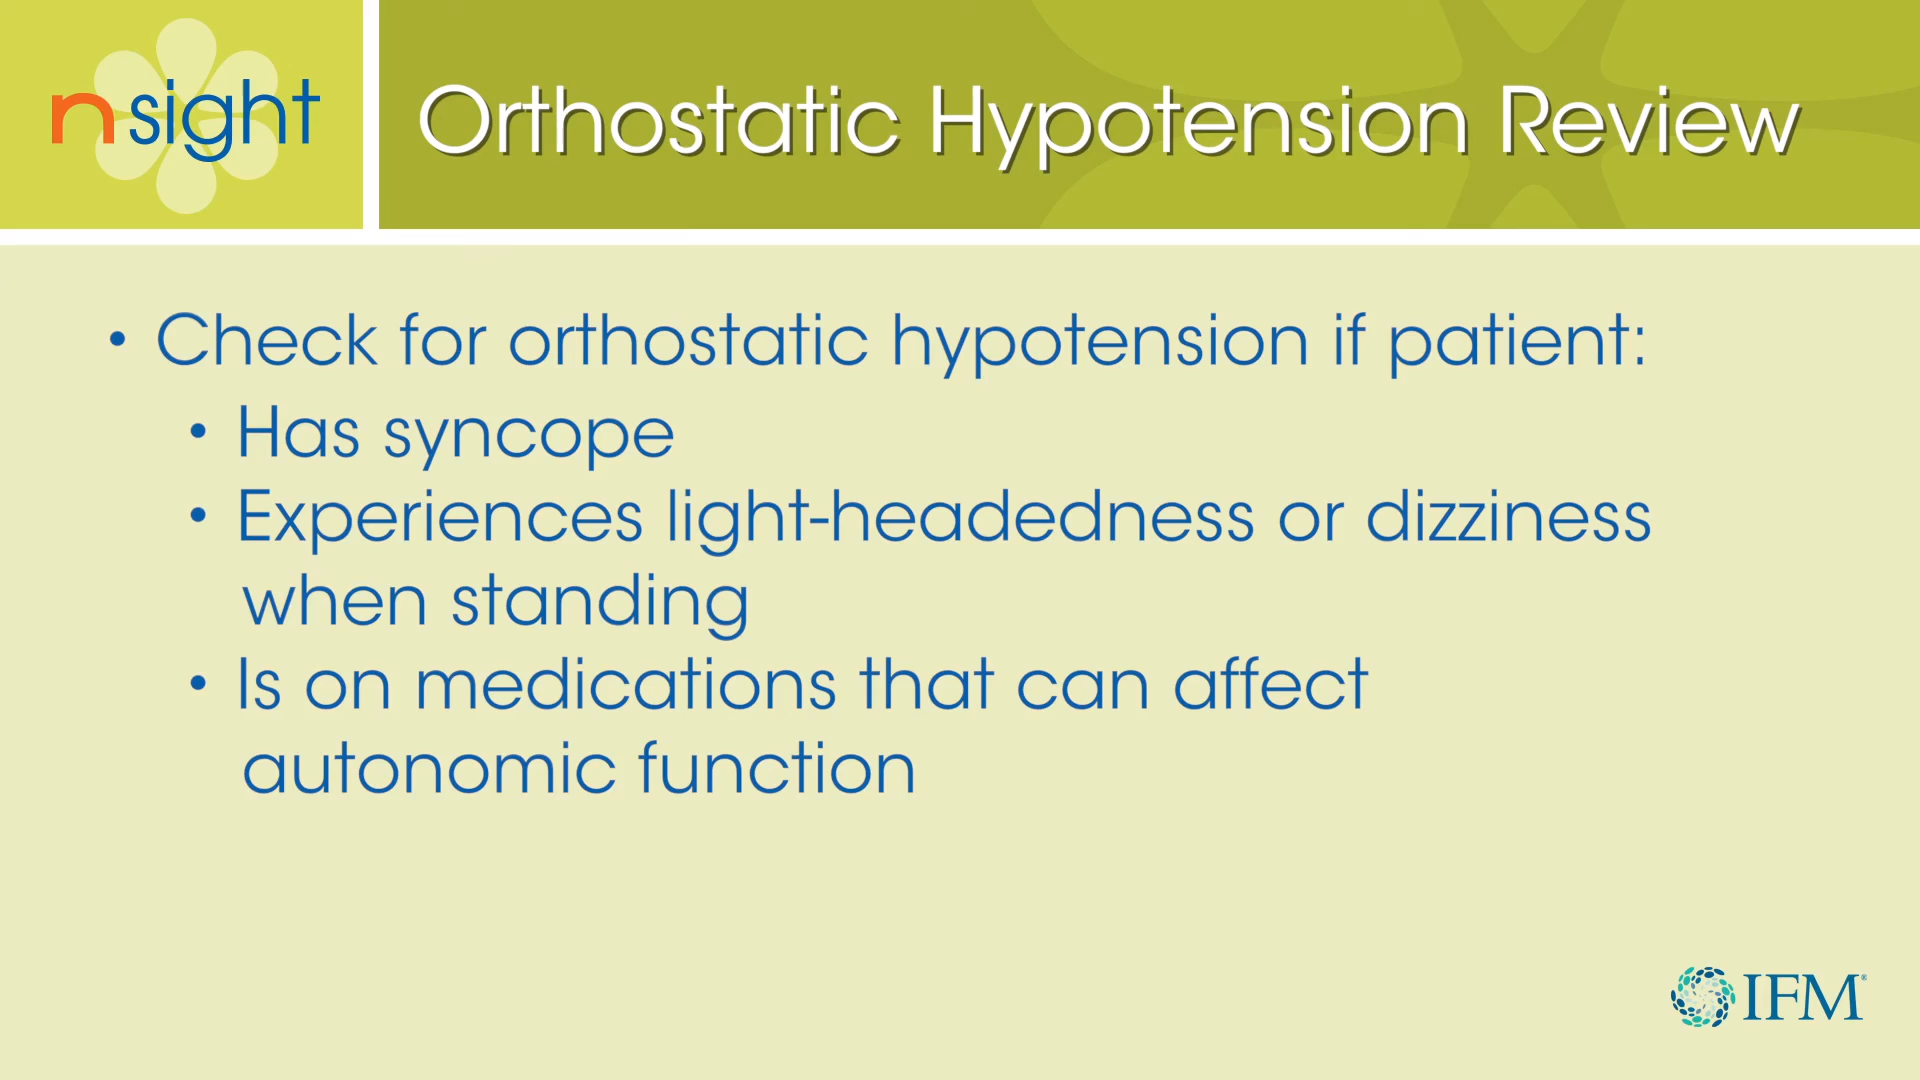 nsight
Orthostatic Hypotension Review
• Check for orthostatic hypotension if patient:
• Has syncope
• Experiences light-headedness or dizziness
when standing
• Is on medications that can affect
autonomic function
IFM®